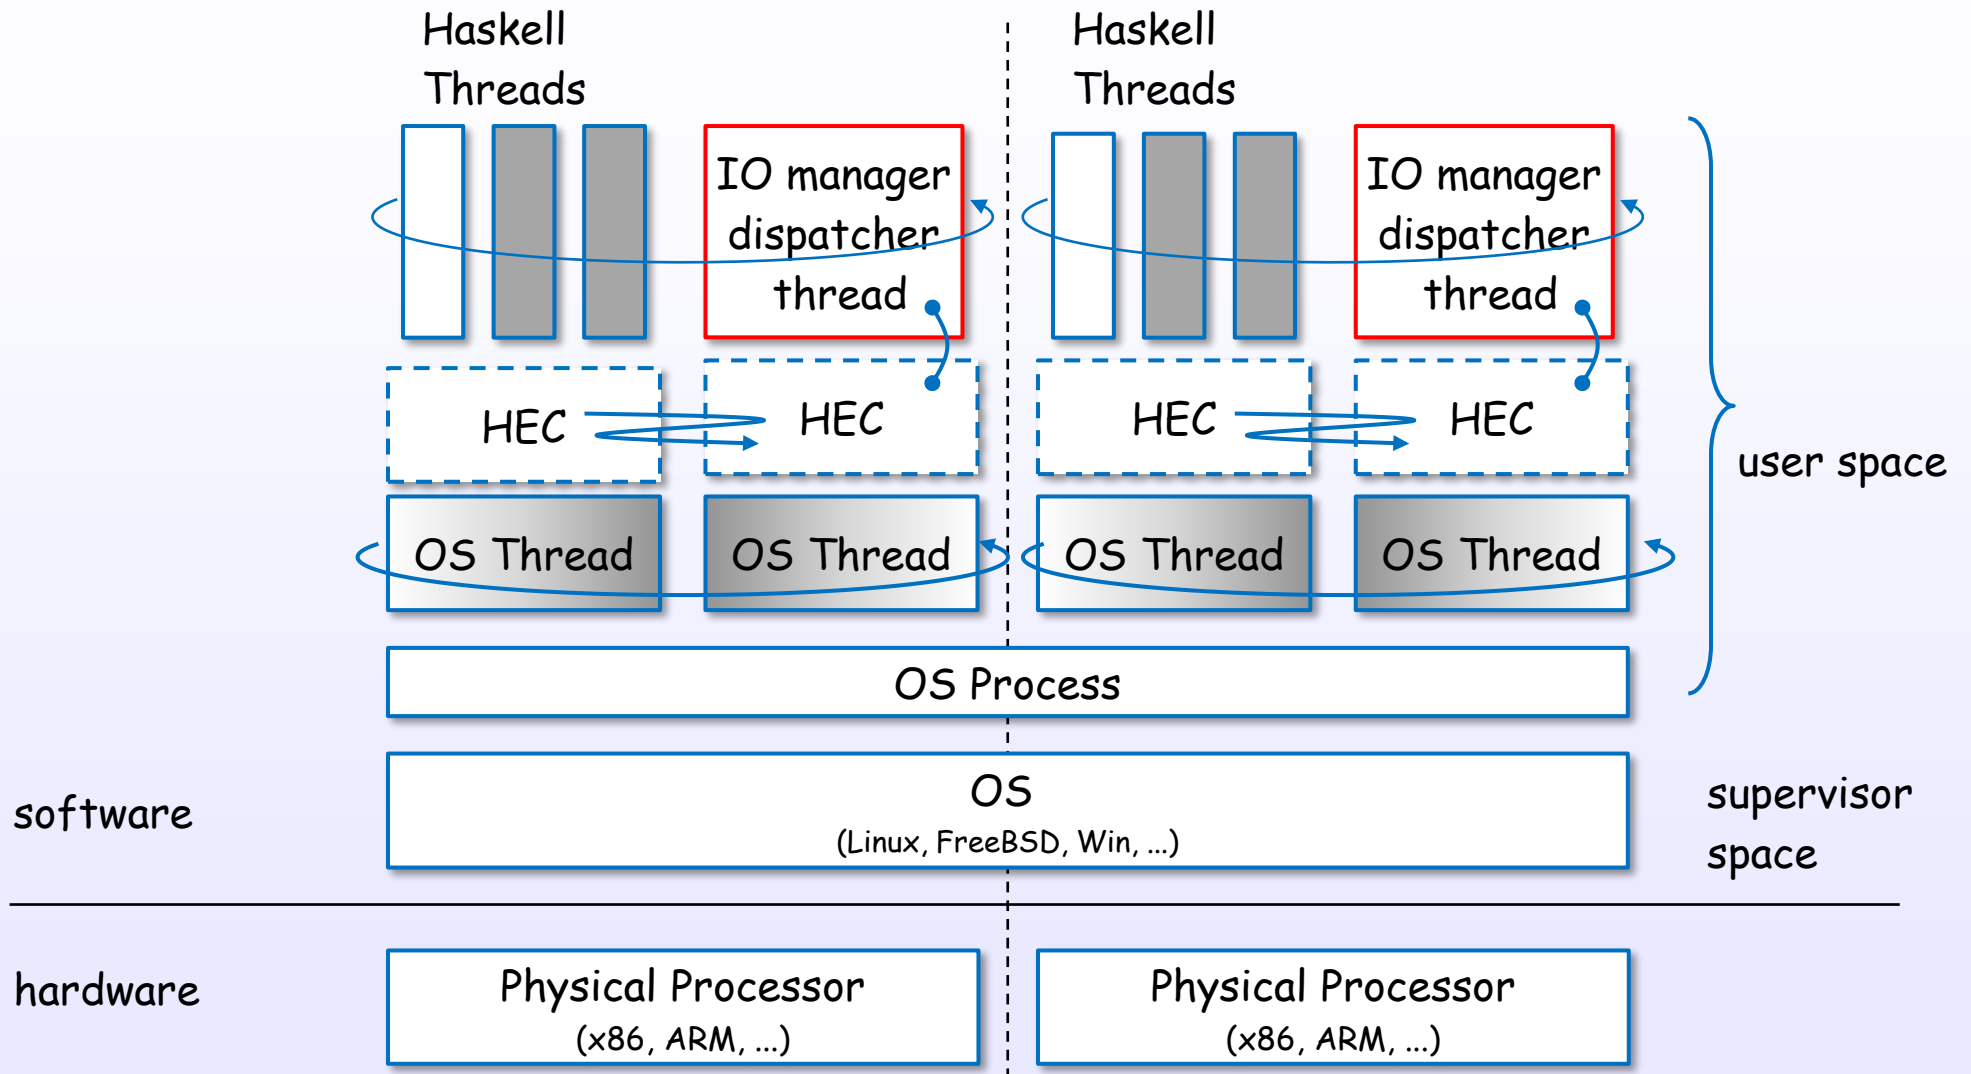 Haskell
Threads
Haskell
Threads
IO manager
dispatcher
thread
IO manager
dispatcher
thread
HEC
HEC
HEC
HEC
user space
OS Thread
OS Thread
OS Thread
OS Thread
OS Process
OS
(Linux, FreeBSD, Win, ...)
software
supervisor
space
hardware
Physical Processor
(x86, ARM, ...)
Physical Processor
(x86, ARM, ...)